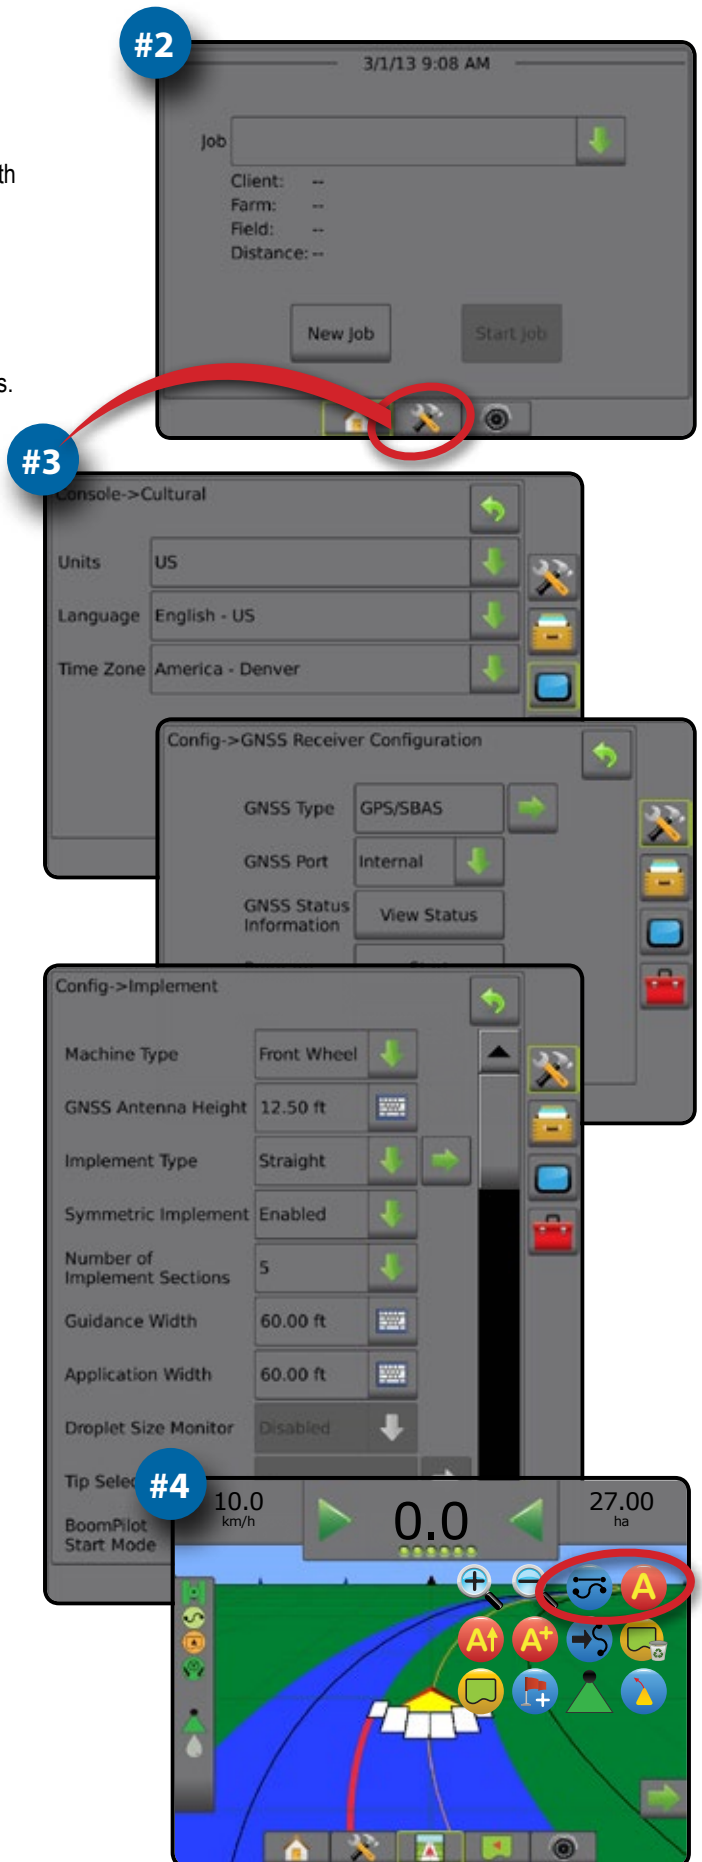 #2
3/1/13 9:08 AM
th
Job
Client: --
Farm: --
Field: --
Distance: --
New Job Start Job
s.
#3
Console->Cultural
Units US
Language English - US
Time Zone America - Denver
Config->GNSS Receiver Configuration
GNSS Type GPS/SBAS
GNSS Port Internal
GNSS Status
Information View Status
Config->Implement
Machine Type Front Wheel
GNSS Antenna Height 12.50 ft
Implement Type Straight
Symmetric Implement Enabled
Number of
Implement Sections 5
Guidance Width 60.00 ft
Application Width 60.00 ft
Droplet Size Monitor Disabled
Tip Selec
BoomPilot
Start Mode
#4
10.0
km/h
0.0
27.00
ha
A
A A+